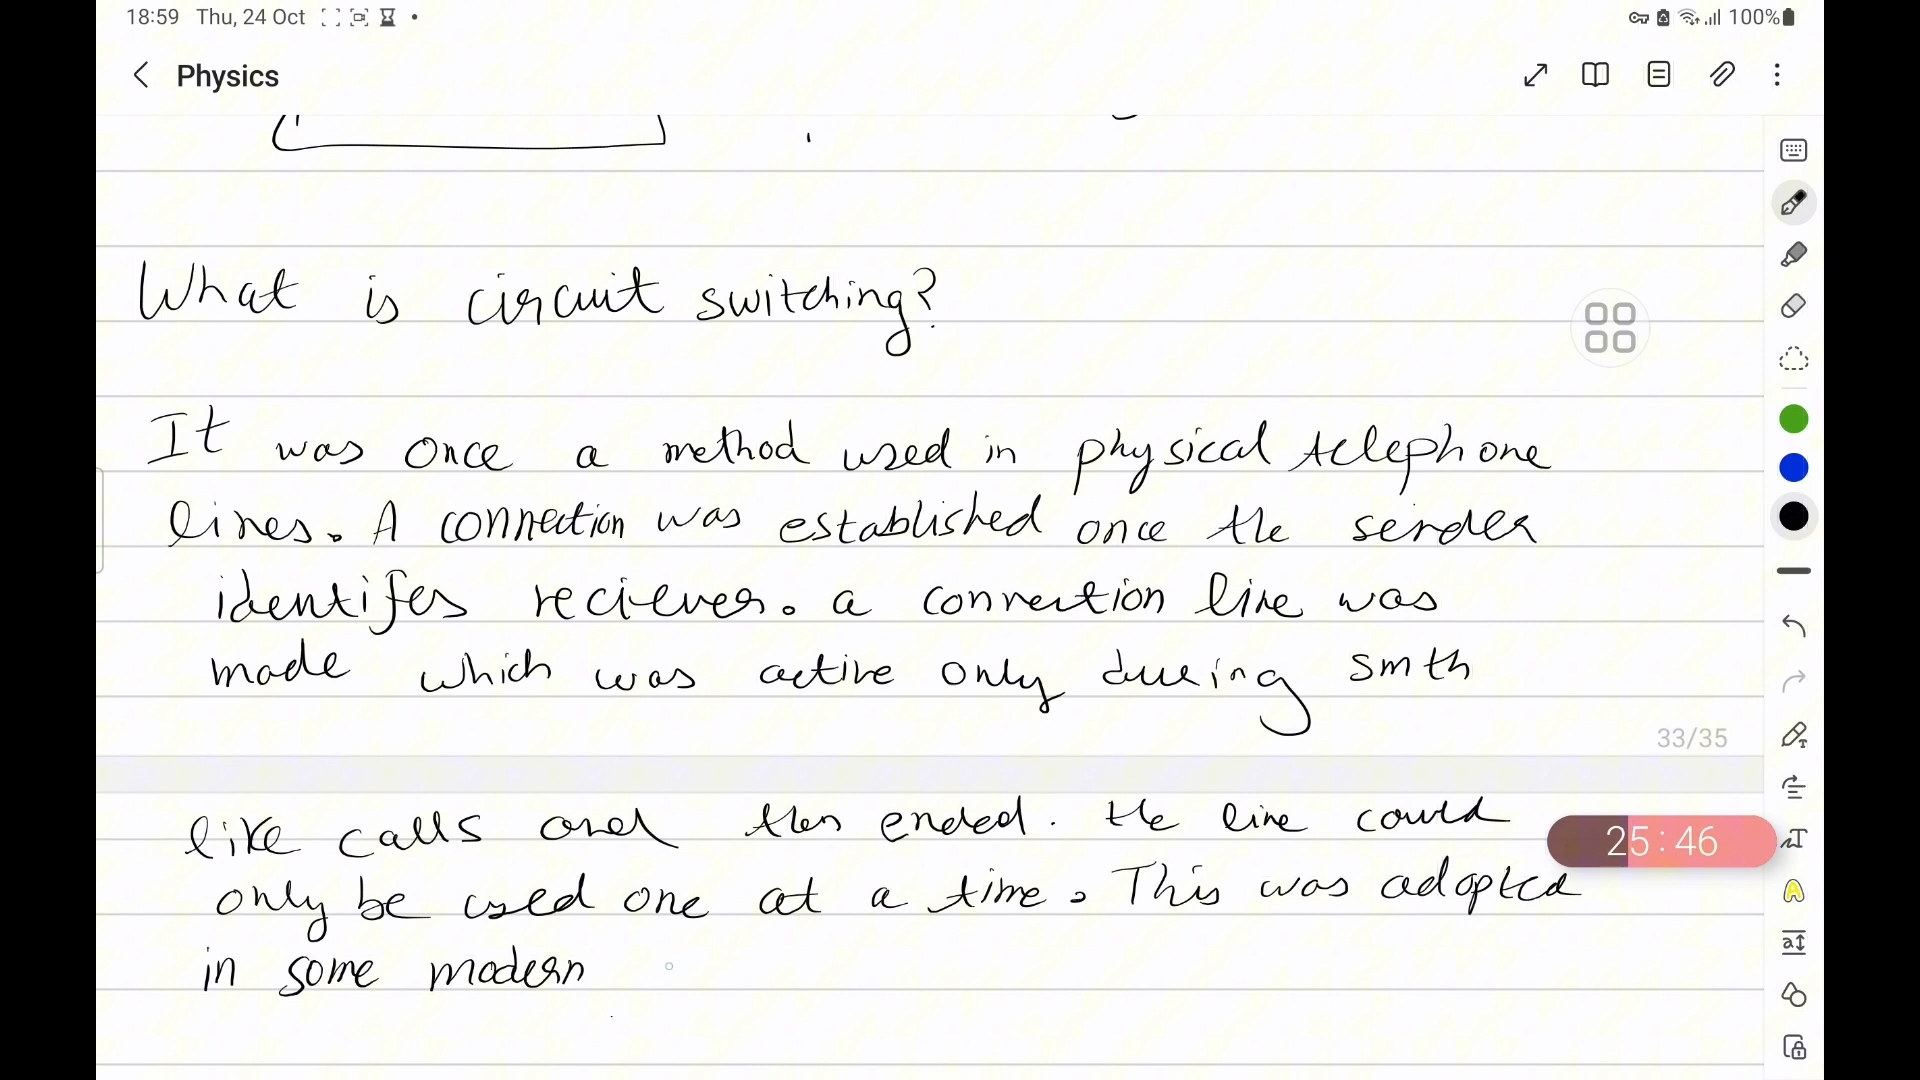 18:59 Thu, 24 Oct
100%
Physics
What is circuit switching?
It was once a method used in physical telephone
lines. A connection was established once the sender
identifes reciever. a connection line was
made which was active only during smth
33/35
like calls and then ended. the line could
25:46
only be used one at a time. This was adopted
in some modern